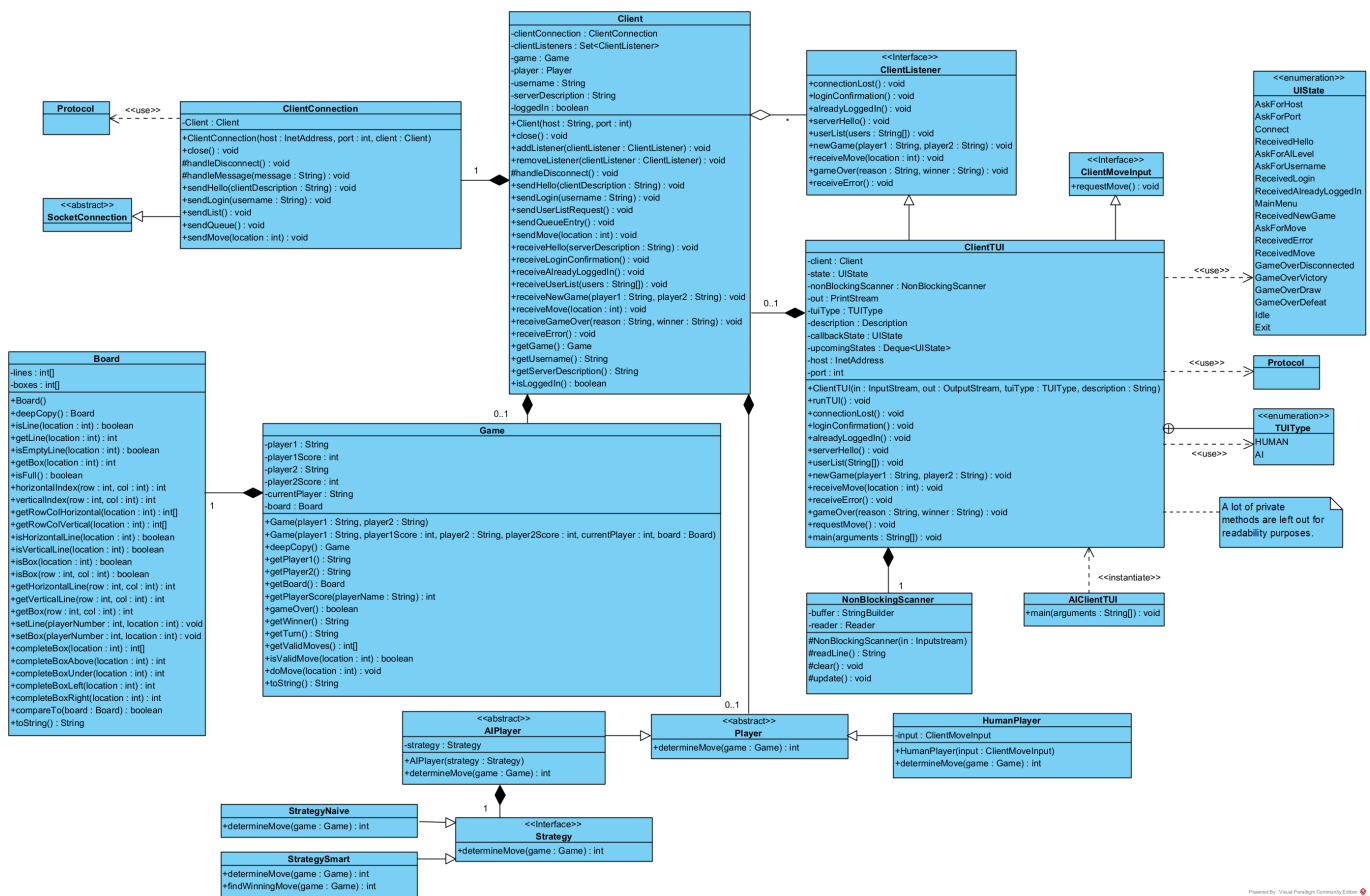 Client
-clientConnection : ClientConnection
-clientListeners : Set<ClientListener>
-game : Game
-player : Player
-username : String
-serverDescription : String
-loggedIn : boolean
+Client(host : String, port : int)
+close() : void
+addListener(clientListener : ClientListener) : void
+removeListener(clientListener : ClientListener) : void
#handleDisconnect() : void
+sendHello(clientDescription : String) : void
+sendLogin(username : String) : void
+sendUserListRequest() : void
+sendQueueEntry() : void
+sendMove(location : int) : void
+receiveHello(serverDescription : String) : void
+receiveLoginConfirmation() : void
+receiveAlreadyLoggedIn() : void
+receiveUserList(users : String[]) : void
+receiveNewGame(player1 : String, player2 : String) : void
+receiveMove(location : int) : void
+receiveGameOver(reason : String, winner : String) : void
+receiveError() : void
+getGame() : Game
+getUsername() : String
+getServerDescription() : String
+isLoggedIn() : boolean
Protocol
<<use>>
ClientConnection
-Client : Client
+ClientConnection(host : InetAddress, port : int, client : Client)
+close() : void
#handleDisconnect() : void
#handleMessage(message : String) : void
+sendHello(clientDescription : String) : void
+sendLogin(username : String) : void
+sendList() : void
+sendQueue() : void
+sendMove(location : int) : void
1
<<abstract>>
SocketConnection
*
<<Interface>>
ClientListener
+connectionLost() : void
+loginConfirmation() : void
+alreadyLoggedIn() : void
+serverHello() : void
+userList(users : String[]) : void
+newGame(player1 : String, player2 : String) : void
+receiveMove(location : int) : void
+gameOver(reason : String, winner : String) : void
+receiveError() : void
<<Interface>>
ClientMoveInput
+requestMove() : void
<<enumeration>>
UIState
AskForHost
AskForPort
Connect
ReceivedHello
AskForAILevel
AskForUsername
ReceivedLogin
ReceivedAlreadyLoggedIn
MainMenu
ReceivedNewGame
AskForMove
ReceivedError
ReceivedMove
GameOverDisconnected
GameOverVictory
GameOverDraw
GameOverDefeat
Idle
Exit
<<use>>
0..1
ClientTUI
-client : Client
-state : UIState
-nonBlockingScanner : NonBlockingScanner
-out : PrintStream
-tuiType : TUIType
-description : Description
-callbackState : UIState
-upcomingStates : Deque<UIState>
-host : InetAddress
-port : int
+ClientTUI(in : InputStream, out : OutputStream, tuiType : TUIType, description : String)
+runTUI() : void
+connectionLost() : void
+loginConfirmation() : void
+alreadyLoggedIn() : void
+serverHello() : void
+userList(String[]) : void
+newGame(player1 : String, player2 : String) : void
+receiveMove(location : int) : void
+receiveError() : void
+gameOver(reason : String, winner : String) : void
+requestMove() : void
+main(arguments : String[]) : void
<<use>>
Protocol
<<enumeration>>
TUIType
HUMAN
AI
<<use>>
A lot of private
methods are left out for
readability purposes.
Board
-lines : int[]
-boxes : int[]
+Board()
+deepCopy() : Board
+isLine(location : int) : boolean
+getLine(location : int) : int
+isEmptyLine(location : int) : boolean
+getBox(location : int) : int
+isFull() : boolean
+horizontalIndex(row : int, col : int) : int
+verticalIndex(row : int, col : int) : int
+getRowColHorizontal(location : int) : int[]
+getRowColVertical(location : int) : int[]
+isHorizontalLine(location : int) : boolean
+isVerticalLine(location : int) : boolean
+isBox(location : int) : boolean
+isBox(row : int, col : int) : boolean
+getHorizontalLine(row : int, col : int) : int
+getVerticalLine(row : int, col : int) : int
+getBox(row : int, col : int) : int
+setLine(playerNumber : int, location : int) : void
+setBox(playerNumber : int, location : int) : void
+completeBox(location : int) : int[]
+completeBoxAbove(location : int) : int
+completeBoxUnder(location : int) : int
+completeBoxLeft(location : int) : int
+completeBoxRight(location : int) : int
+compareTo(board : Board) : boolean
+toString() : String
1
0..1
Game
-player1 : String
-player1Score : int
-player2 : String
-player2Score : int
-currentPlayer : String
-board : Board
+Game(player1 : String, player2 : String)
+Game(player1 : String, player1Score : int, player2 : String, player2Score : int, currentPlayer : int, board : Board)
+deepCopy() : Game
+getPlayer1() : String
+getPlayer2() : String
+getBoard() : Board
+getPlayerScore(playerName : String) : int
+gameOver() : boolean
+getWinner() : String
+getTurn() : String
+getValidMoves() : int[]
+isValidMove(location : int) : boolean
+doMove(location : int) : void
+toString() : String
1
NonBlockingScanner
-buffer : StringBuilder
-reader : Reader
#NonBlockingScanner(in : Inputstream)
#readLine() : String
#clear() : void
#update() : void
<<instantiate>>
AIClientTUI
+main(arguments : String[]) : void
0..1
<<abstract>>
AIPlayer
-strategy : Strategy
+AIPlayer(strategy : Strategy)
+determineMove(game : Game) : int
<<abstract>>
Player
+determineMove(game : Game) : int
HumanPlayer
-input : ClientMoveInput
+HumanPlayer(input : ClientMoveInput)
+determineMove(game : Game) : int
1
StrategyNaive
+determineMove(game : Game) : int
<<Interface>>
Strategy
+determineMove(game : Game) : int
StrategySmart
+determineMove(game : Game) : int
+findWinningMove(game : Game) : int
Powered By: Visual Paradigm Community Edition